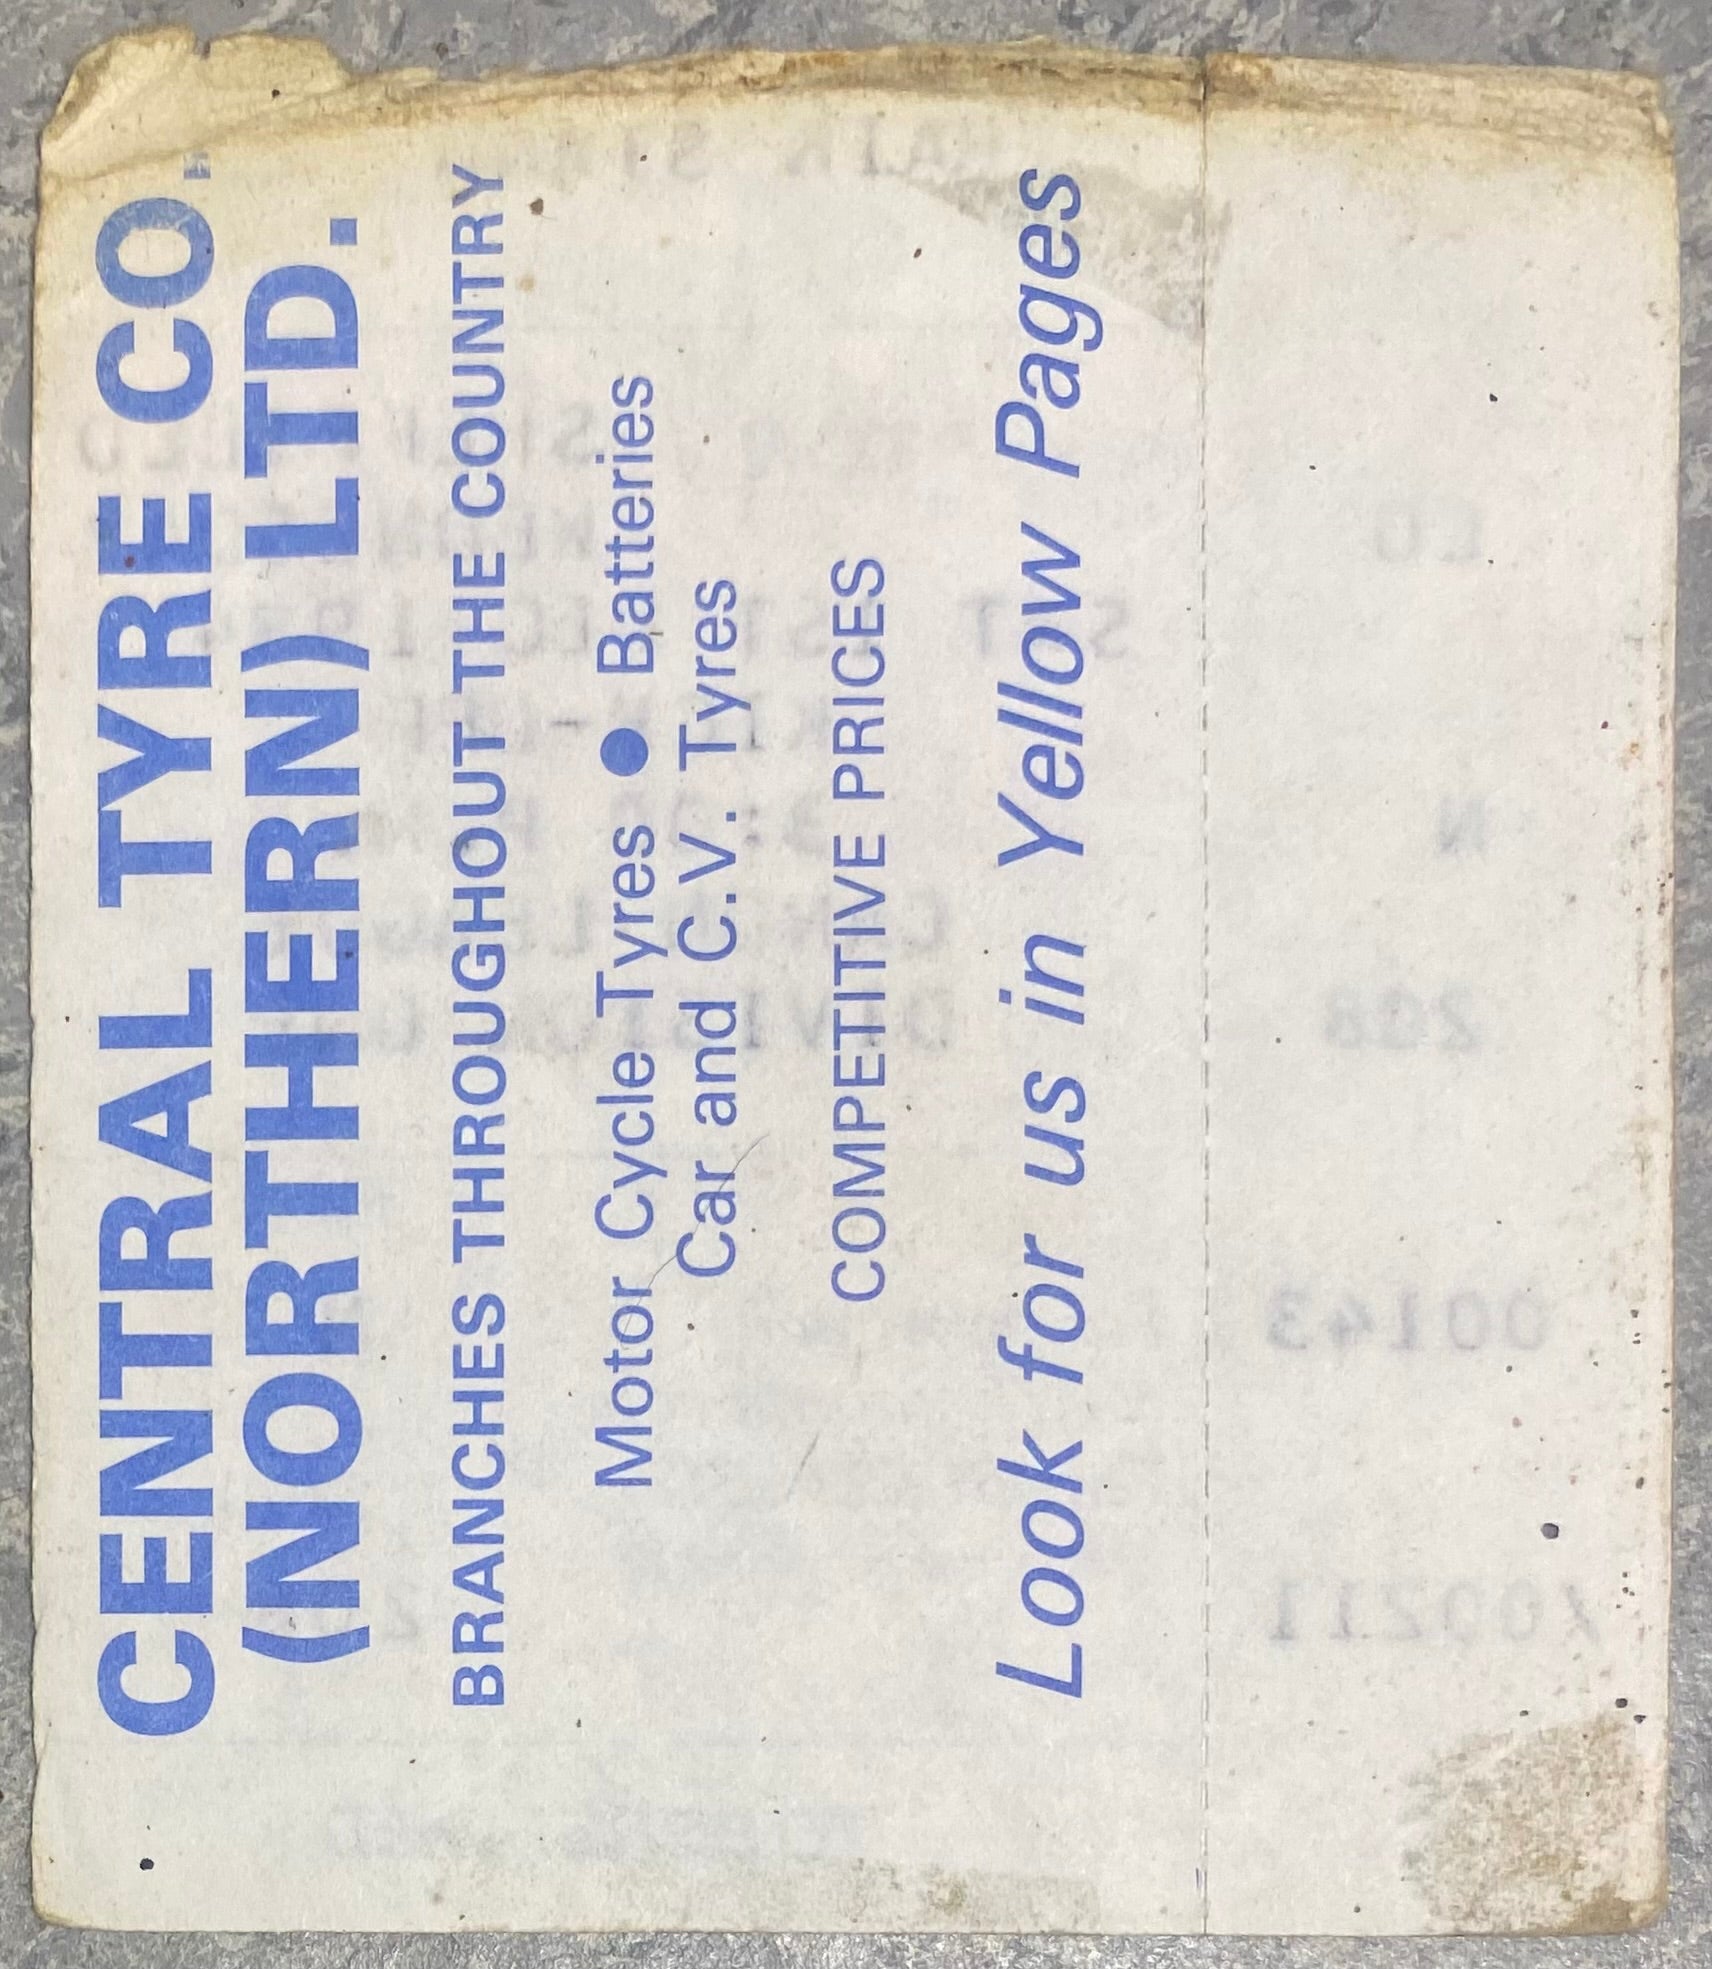 CENTRAL TYRE CO.
(NORTHERN) LTD.
BRANCHES THROUGHOUT THE COUNTRY
Motor Cycle Tyres ● Batteries
Car and C.V. Tyres
COMPETITIVE PRICES
Look for us in Yellow Pages